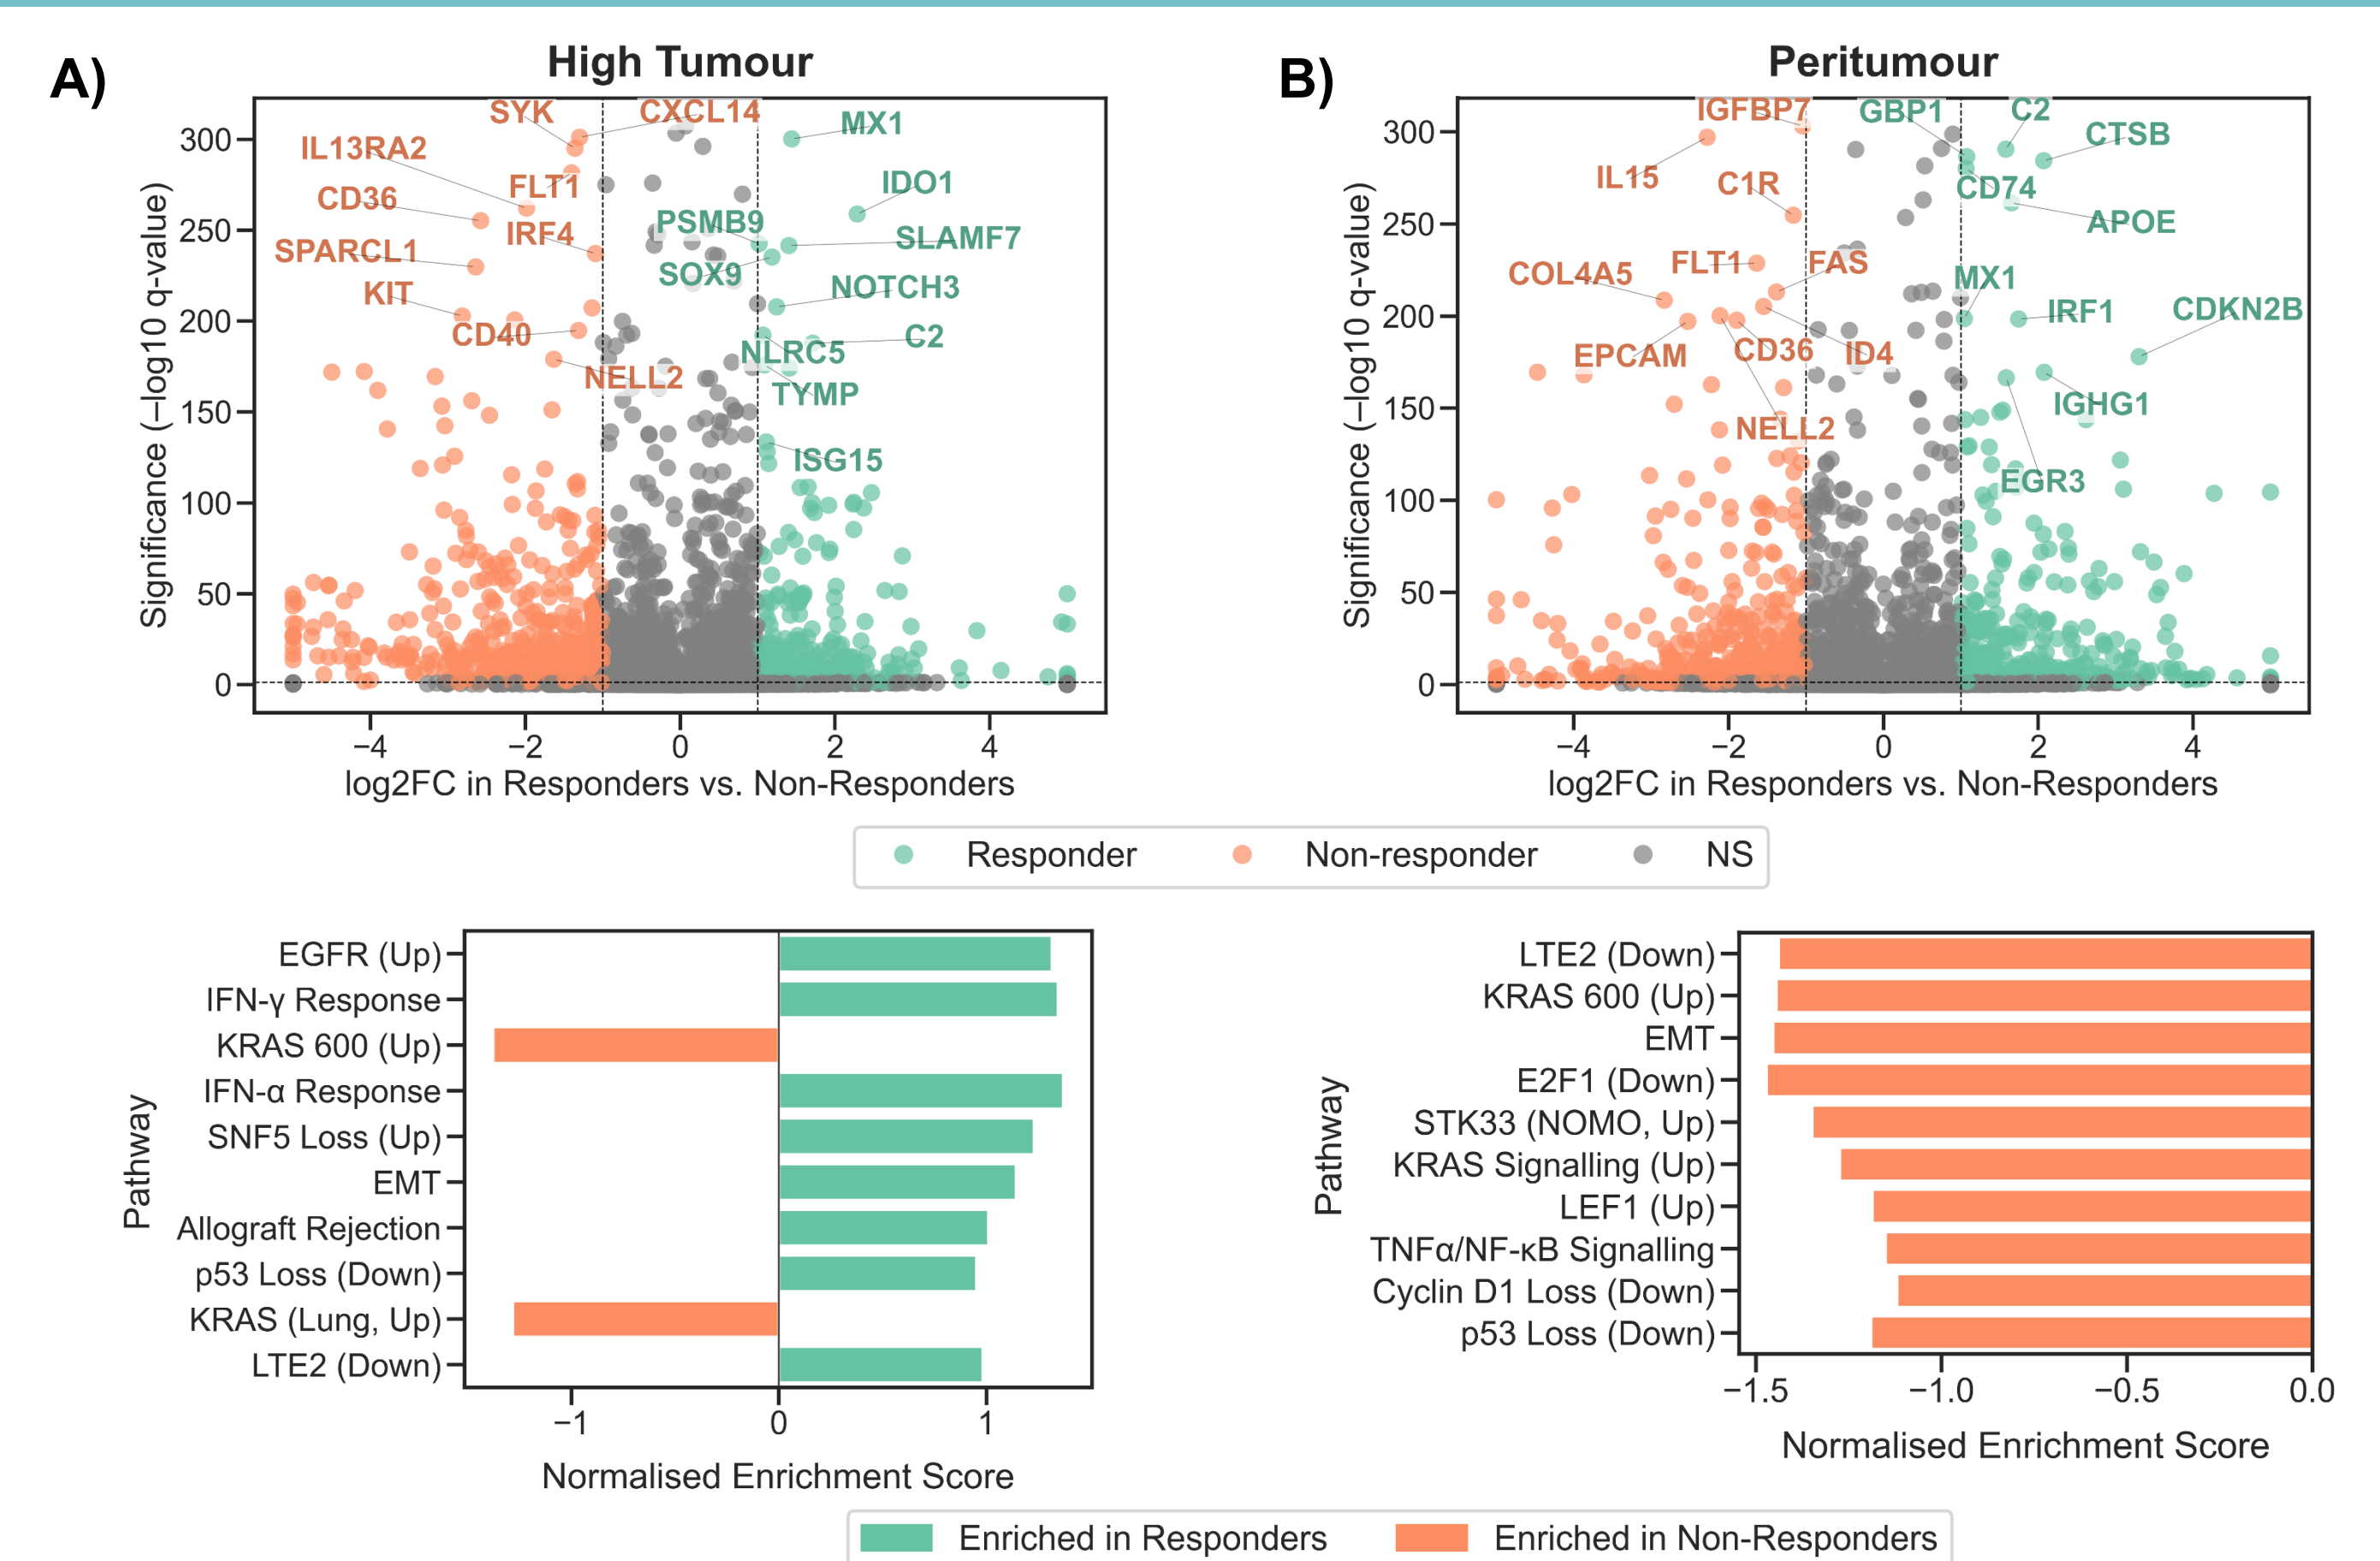 A)
High Tumour
Significance (–log10 q-value)
300
250
200
150
100
50
0
SYK
CXCL14
MX1
IL13RA2
FLT1
IDO1
CD36
PSMB9
IRF4
SLAMF7
SPARCL1
SOX9
KIT
NOTCH3
CD40
C2
NLRC5
NELL2
TYMP
ISG15
−4
−2
0
2
4
log2FC in Responders vs. Non-Responders
B)
Peritumour
Significance (–log10 q-value)
300
250
200
150
100
50
0
IGFBP7
GBP1
C2
CTSB
IL15
C1R
CD74
APOE
COL4A5
FLT1
FAS
MX1
IRF1
CDKN2B
EPCAM
CD36
ID4
IGHG1
NELL2
EGR3
−4
−2
0
2
4
log2FC in Responders vs. Non-Responders
Responder
Non-responder
NS
Pathway
EGFR (Up)
IFN-γ Response
KRAS 600 (Up)
IFN-α Response
SNF5 Loss (Up)
EMT
Allograft Rejection
p53 Loss (Down)
KRAS (Lung, Up)
LTE2 (Down)
−1
0
1
Normalised Enrichment Score
Pathway
LTE2 (Down)
KRAS 600 (Up)
EMT
E2F1 (Down)
STK33 (NOMO, Up)
KRAS Signalling (Up)
LEF1 (Up)
TNFα/NF-κB Signalling
Cyclin D1 Loss (Down)
p53 Loss (Down)
−1.5
−1.0
−0.5
0.0
Normalised Enrichment Score
Enriched in Responders
Enriched in Non-Responders